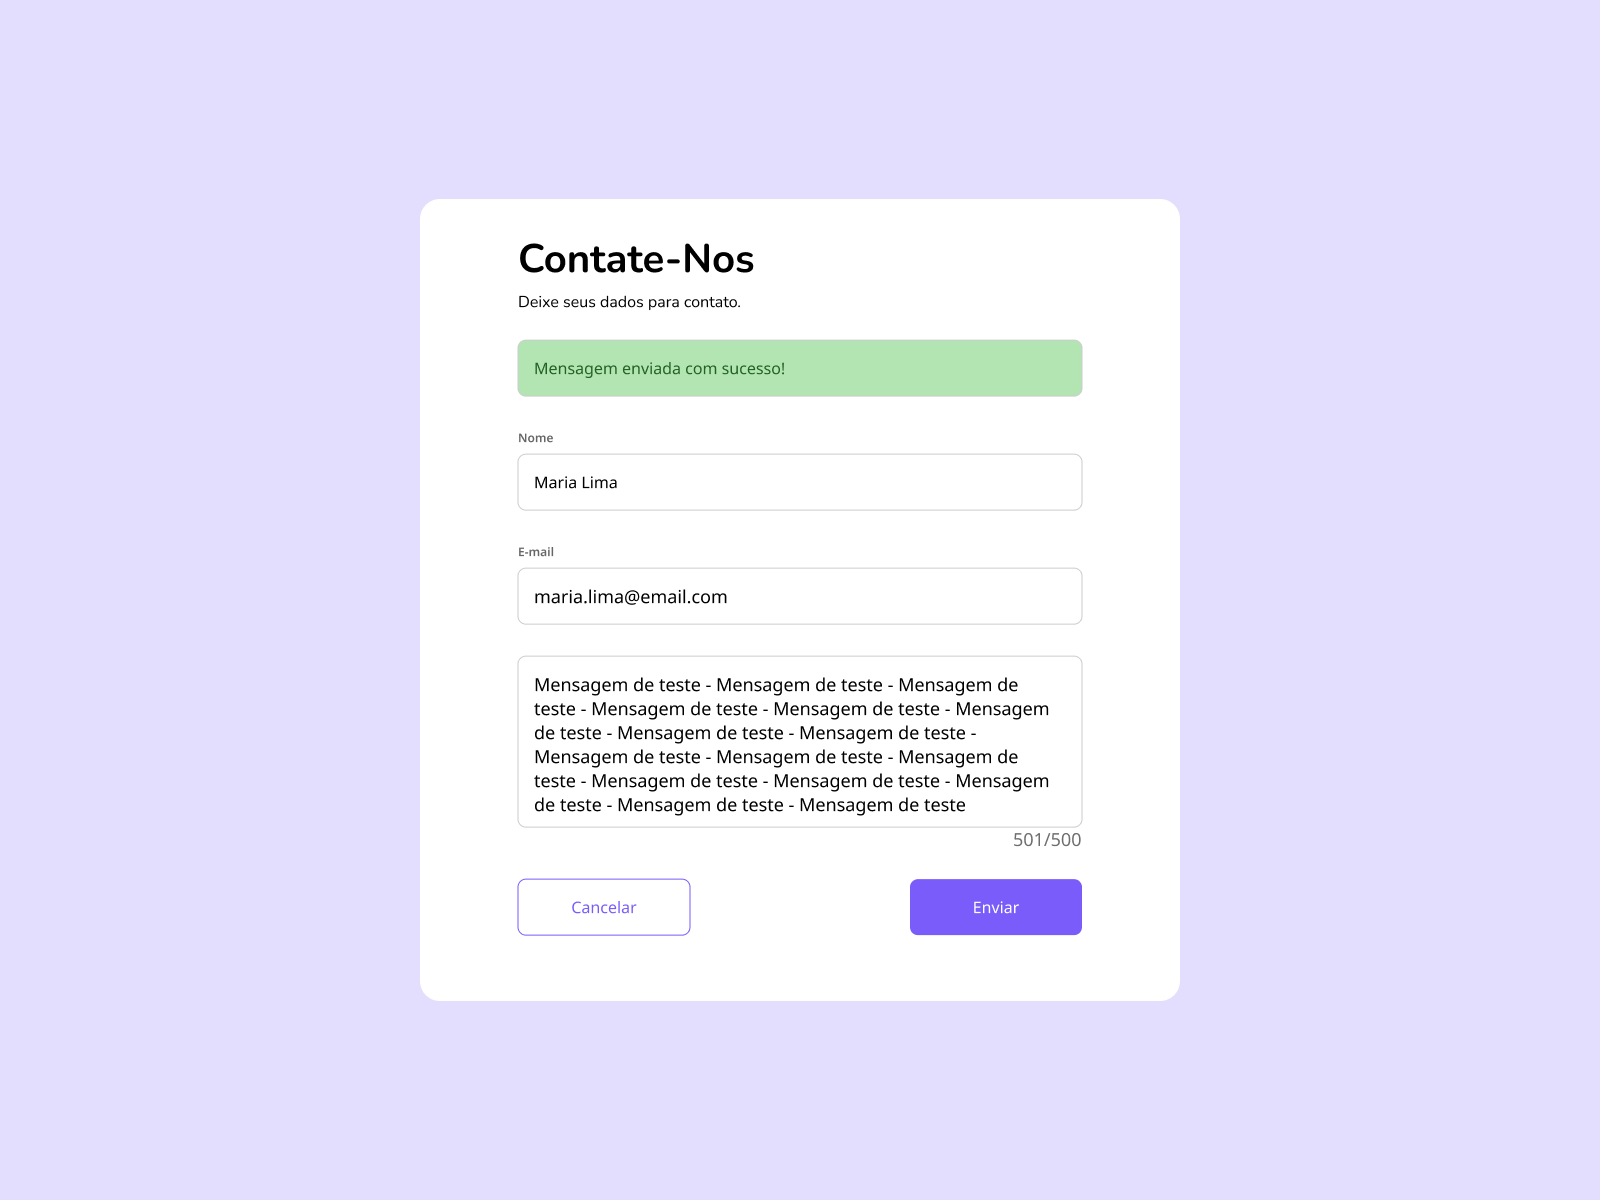 Contate-Nos
Deixe seus dados para contato.
Mensagem enviada com sucesso!
Nome
Maria Lima
E-mail
maria.lima@email.com
Mensagem de teste - Mensagem de teste - Mensagem de
teste - Mensagem de teste - Mensagem de teste - Mensagem
de teste - Mensagem de teste - Mensagem de teste -
Mensagem de teste - Mensagem de teste - Mensagem de
teste - Mensagem de teste - Mensagem de teste - Mensagem
de teste - Mensagem de teste - Mensagem de teste
501/500
Cancelar
Enviar